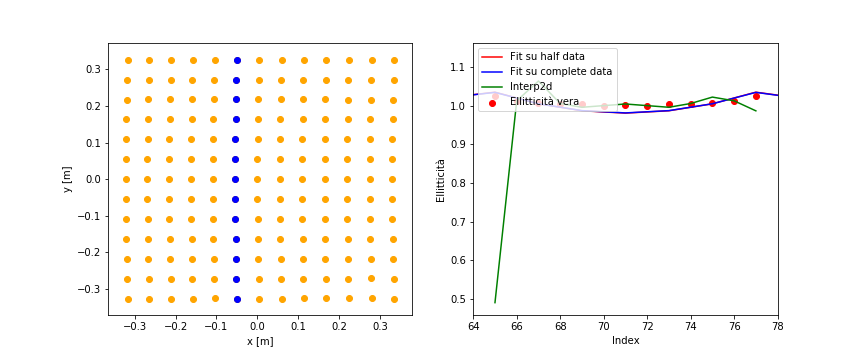 0.3
0.2
0.1
0.0
−0.1
−0.2
−0.3
y [m]
−0.3 −0.2 −0.1 0.0 0.1 0.2 0.3
x [m]
Fit su half data
Fit su complete data
Interp2d
Ellitticità vera
1.1
1.0
0.9
0.8
0.7
0.6
0.5
Ellitticità
64 66 68 70 72 74 76 78
Index